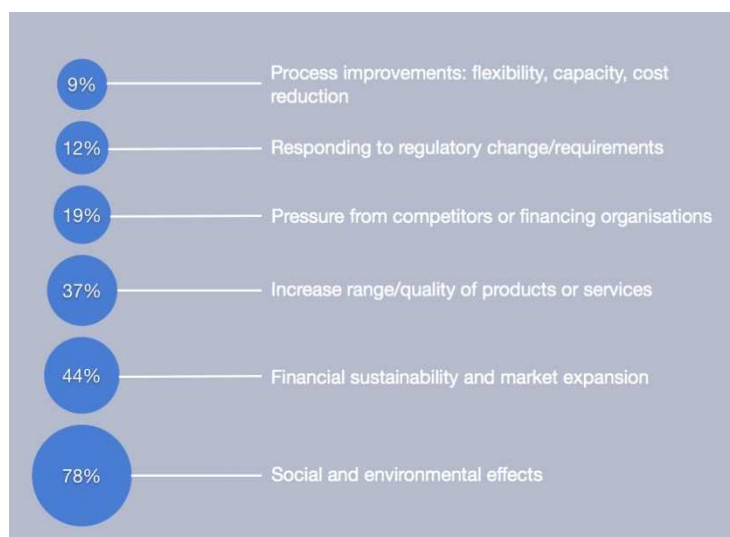 9%
Process improvements: flexibility, capacity, cost
reduction
12%
Responding to regulatory change/requirements
19%
Pressure from competitors or financing organisations
37%
Increase range/quality of products or services
44%
Financial sustainability and market expansion
78%
Social and environmental effects